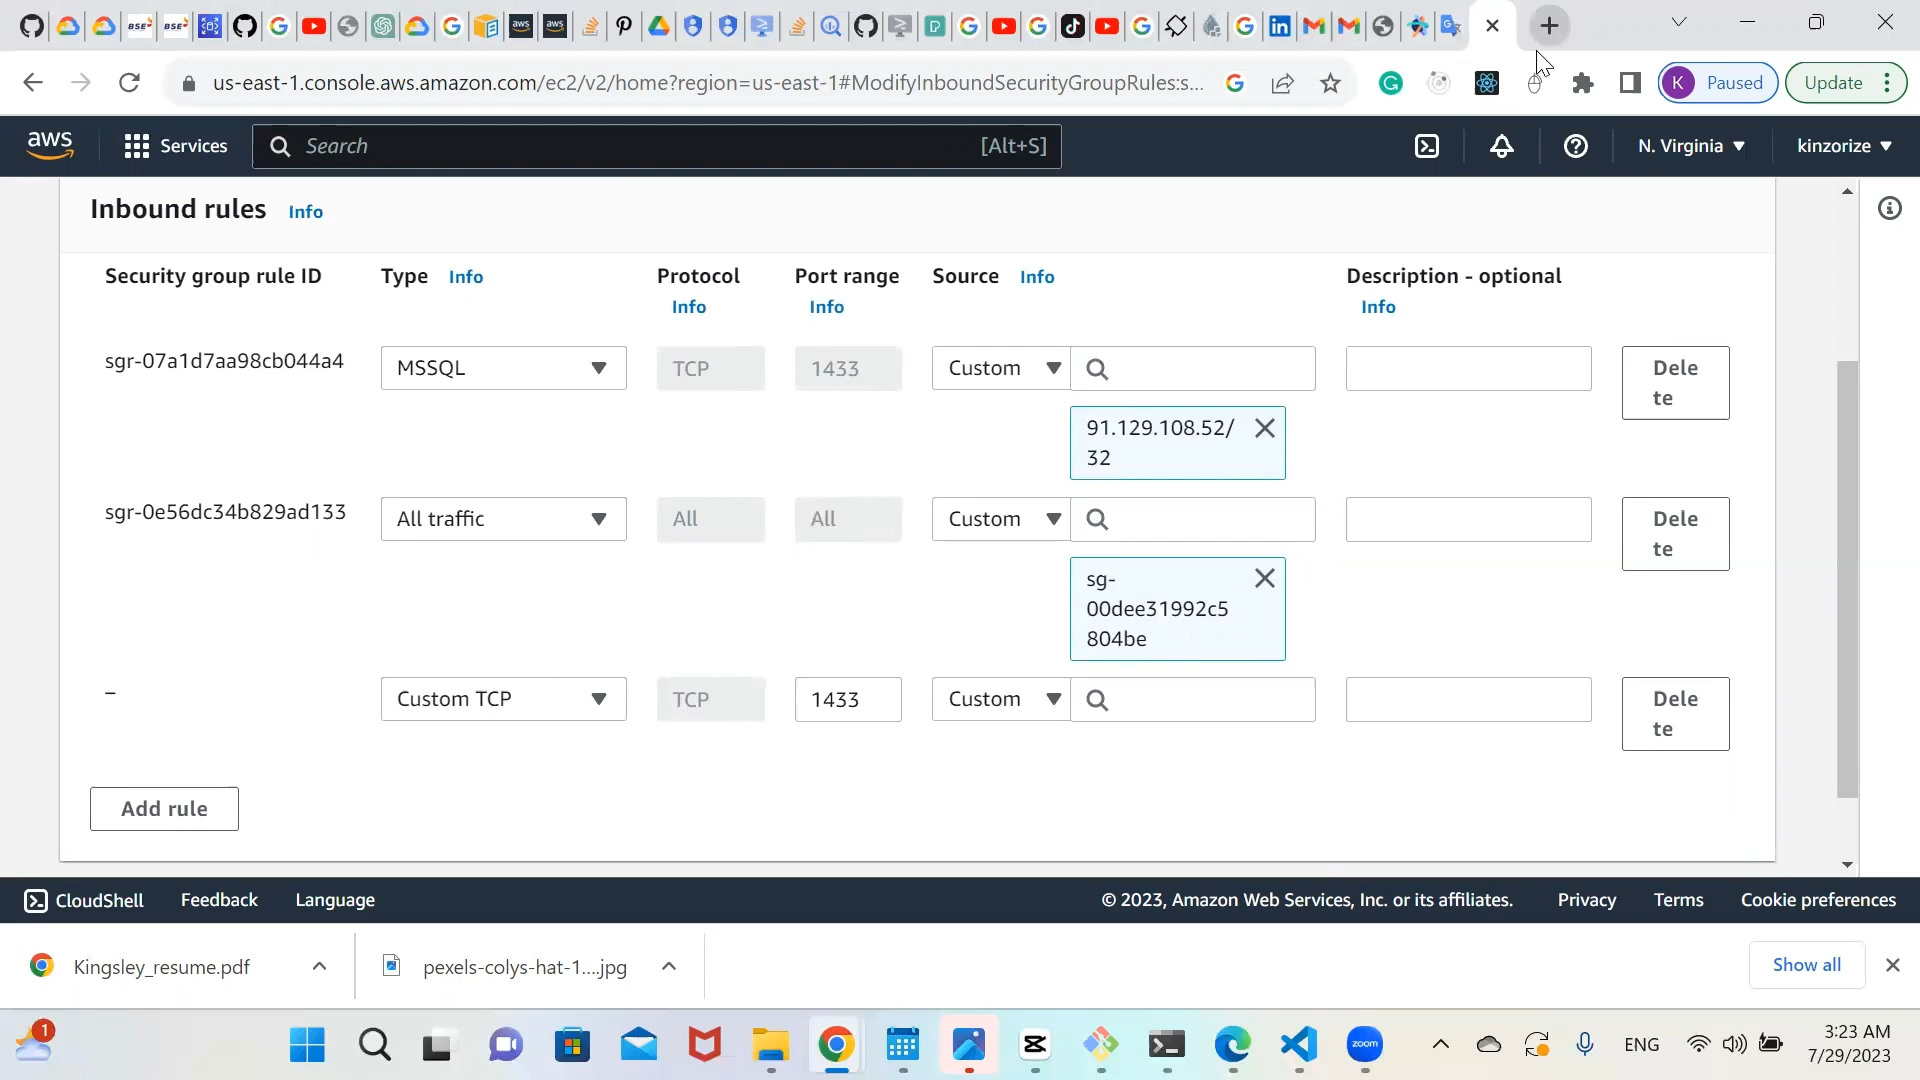 us-east-1.console.aws.amazon.com/ec2/v2/home?region=us-east-1#ModifyInboundSecurityGroupRules:s...
K Paused
Update
aws
Services
Search
[Alt+S]
N. Virginia
kinzorize
Inbound rules Info
Security group rule ID
Type Info
Protocol
Info
Port range
Info
Source Info
Description - optional
Info
sgr-07a1d7aa98cb044a4
MSSQL
TCP
1433
Custom
Dele
te
91.129.108.52/
32
sgr-0e56dc34b829ad133
All traffic
All
All
Custom
Dele
te
sg-
00dee31992c5
804be
–
Custom TCP
TCP
1433
Custom
Dele
te
Add rule
CloudShell
Feedback
Language
© 2023, Amazon Web Services, Inc. or its affiliates.
Privacy
Terms
Cookie preferences
Kingsley_resume.pdf
pexels-colys-hat-1....jpg
Show all
1
zoom
ENG
3:23 AM
7/29/2023